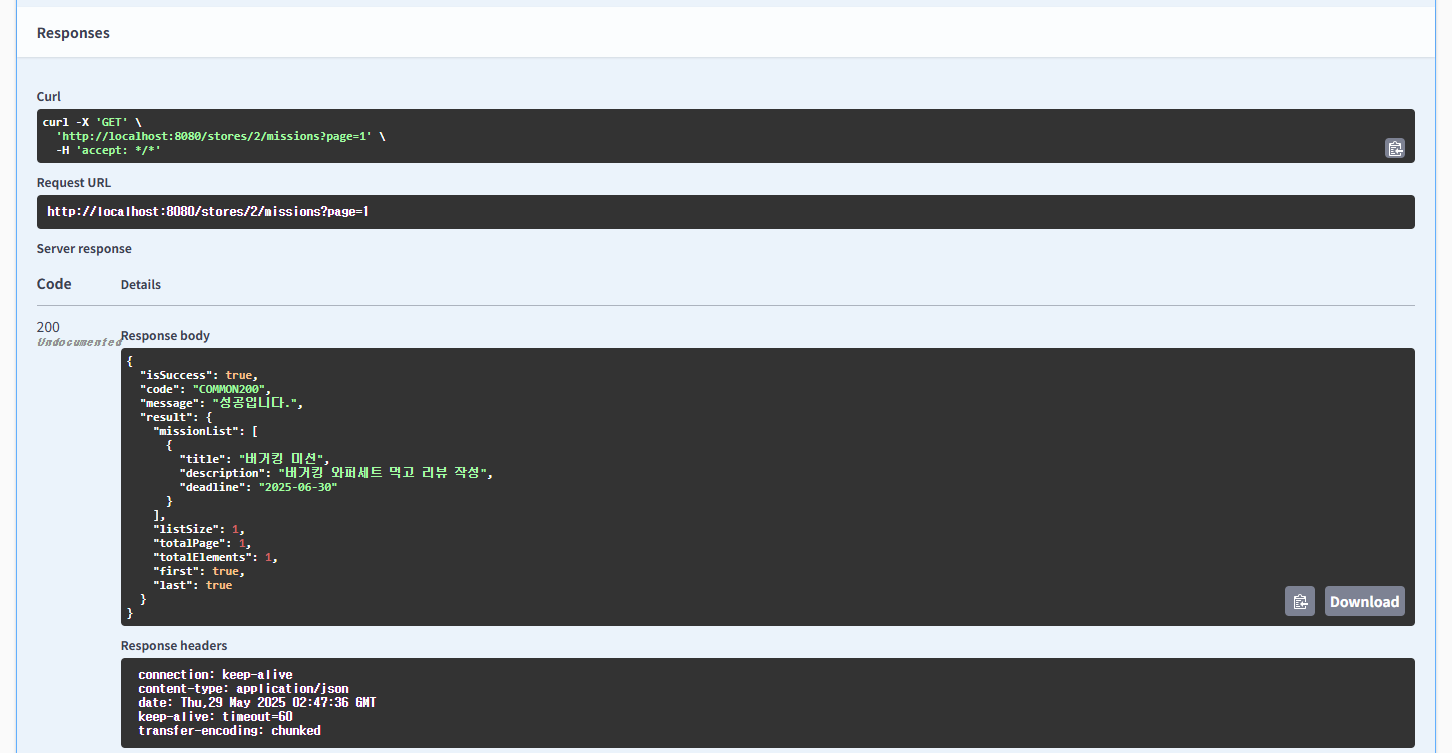 Responses
Curl
curl -X 'GET' \
  'http://localhost:8080/stores/2/missions?page=1' \
  -H 'accept: */*'
Request URL
http://localhost:8080/stores/2/missions?page=1
Server response
Code Details
200
Undocumented
Response body
{
  "isSuccess": true,
  "code": "COMMON200",
  "message": "성공입니다.",
  "result": {
    "missionList": [
      {
        "title": "버거킹 미션",
        "description": "버거킹 와퍼세트 먹고 리뷰 작성",
        "deadline": "2025-06-30"
      }
    ],
    "listSize": 1,
    "totalPage": 1,
    "totalElements": 1,
    "first": true,
    "last": true
  }
}
Download
Response headers
connection: keep-alive
content-type: application/json
date: Thu,29 May 2025 02:47:36 GMT
keep-alive: timeout=60
transfer-encoding: chunked